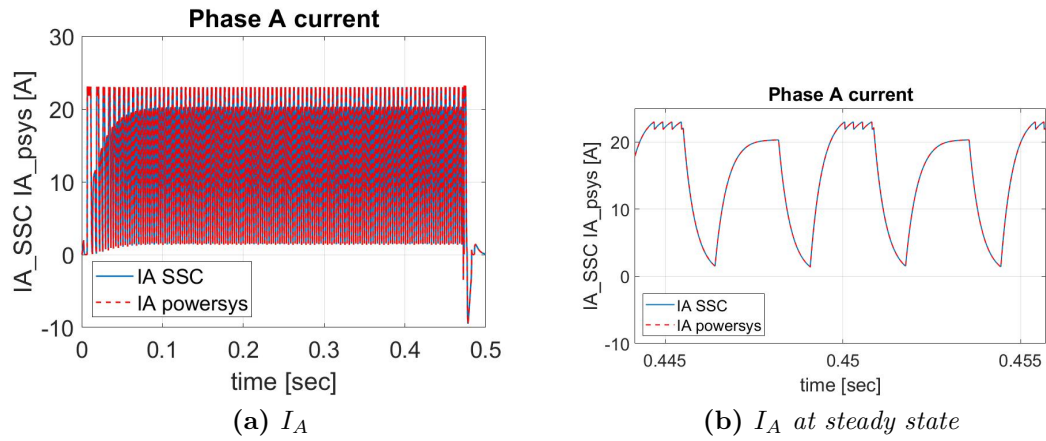 Phase A current
IA_SSC IA_psys [A]
30
20
10
0
-10
IA SSC
IA powersys
0
0.1
0.2
0.3
0.4
0.5
time [sec]
(a) I_A
Phase A current
IA_SSC IA_psys [A]
20
10
0
-10
IA SSC
IA powersys
0.445
0.45
0.455
time [sec]
(b) I_A at steady state